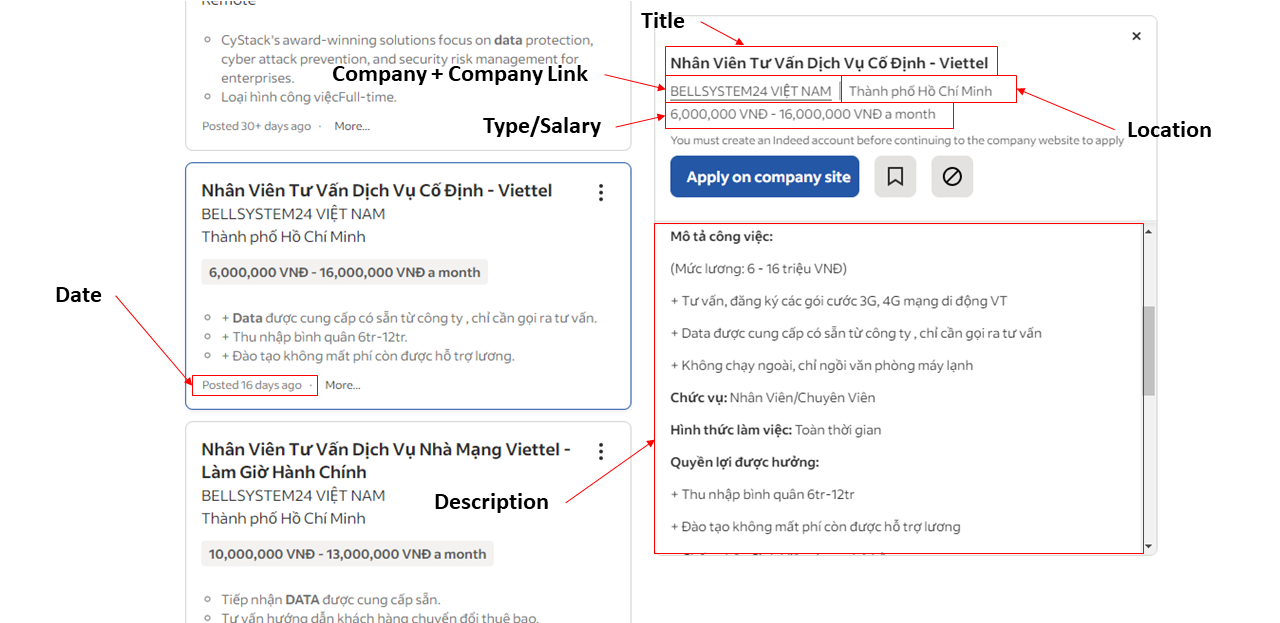 Remote
CyStack's award-winning solutions focus on data protection,
cyber attack prevention, and security risk management for
enterprises.
Loại hình công việcFull-time.
Posted 30+ days ago · More...
Nhân Viên Tư Vấn Dịch Vụ Cố Định - Viettel
BELLSYSTEM24 VIỆT NAM
Thành phố Hồ Chí Minh
6,000,000 VNĐ - 16,000,000 VNĐ a month
+ Data được cung cấp có sẵn từ công ty , chỉ cần gọi ra tư vấn.
+ Thu nhập bình quân 6tr-12tr.
+ Đào tạo không mất phí còn được hỗ trợ lương.
Posted 16 days ago · More...
Nhân Viên Tư Vấn Dịch Vụ Nhà Mạng Viettel -
Làm Giờ Hành Chính
BELLSYSTEM24 VIỆT NAM
Thành phố Hồ Chí Minh
10,000,000 VNĐ - 13,000,000 VNĐ a month
Tiếp nhận DATA được cung cấp sẵn.
Tư vấn hướng dẫn khách hàng chuyển đổi thuê bao.
Date
Company + Company Link
Type/Salary
Description
Title
Location
Nhân Viên Tư Vấn Dịch Vụ Cố Định - Viettel
BELLSYSTEM24 VIỆT NAM Thành phố Hồ Chí Minh
6,000,000 VNĐ - 16,000,000 VNĐ a month
You must create an Indeed account before continuing to the company website to apply
Apply on company site
Mô tả công việc:
(Mức lương: 6 - 16 triệu VNĐ)
+ Tư vấn, đăng ký các gói cước 3G, 4G mạng di động VT
+ Data được cung cấp có sẵn từ công ty , chỉ cần gọi ra tư vấn
+ Không chạy ngoài, chỉ ngồi văn phòng máy lạnh
Chức vụ: Nhân Viên/Chuyên Viên
Hình thức làm việc: Toàn thời gian
Quyền lợi được hưởng:
+ Thu nhập bình quân 6tr-12tr
+ Đào tạo không mất phí còn được hỗ trợ lương